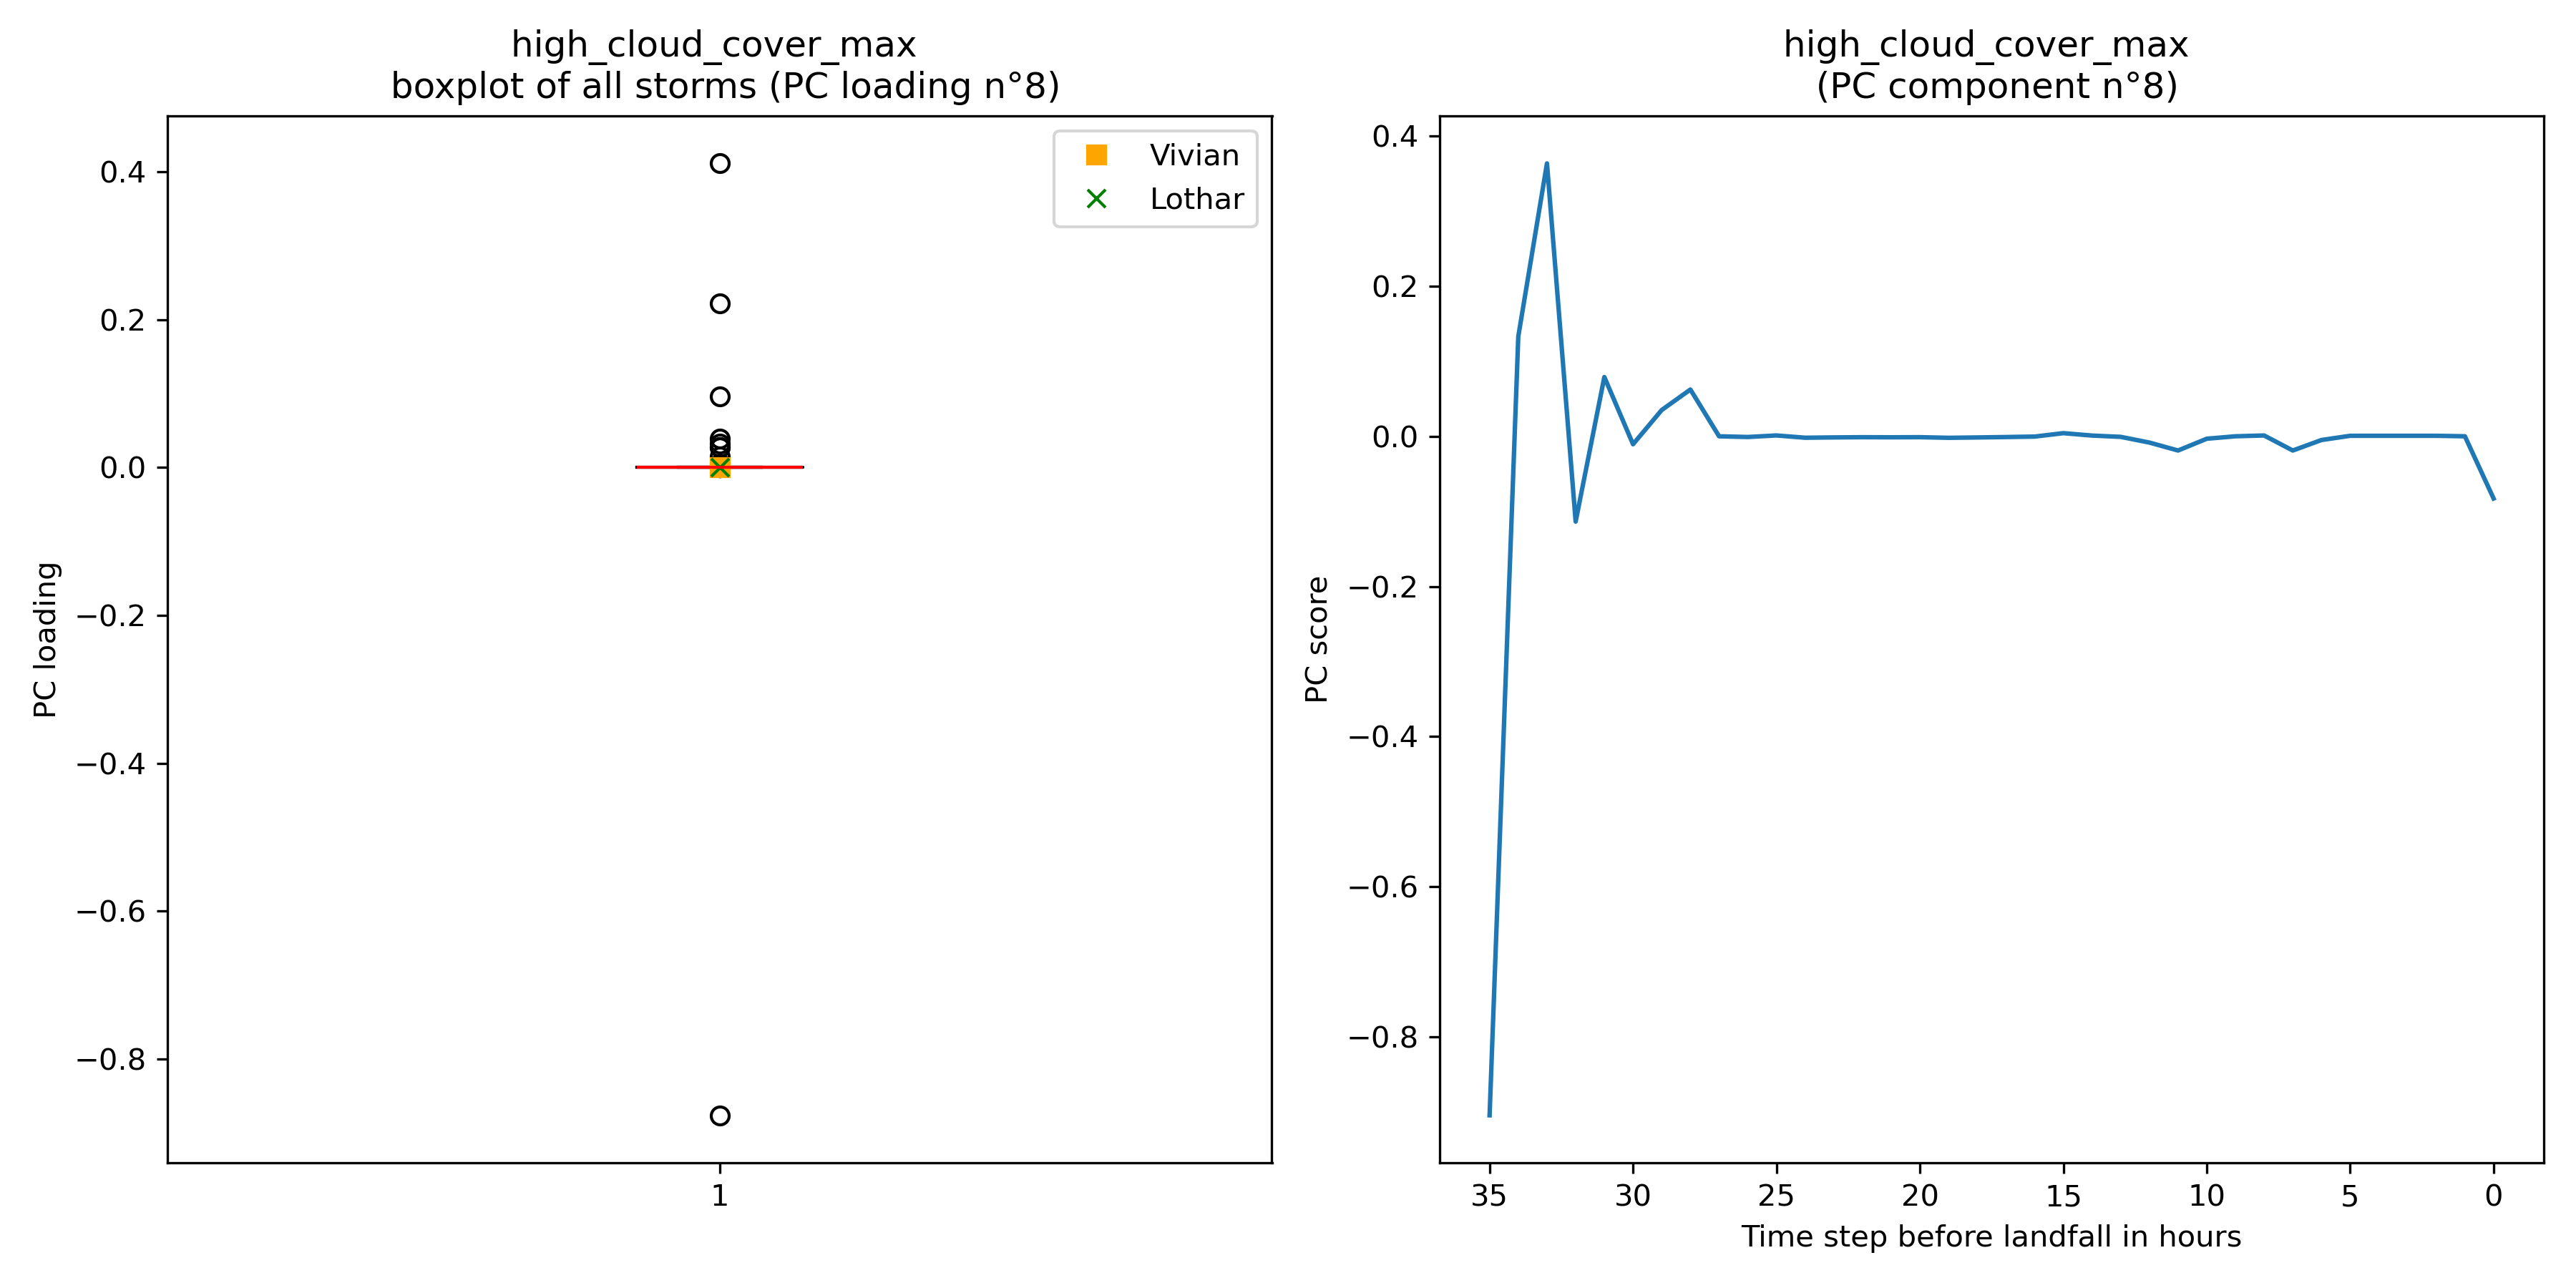 high_cloud_cover_max
boxplot of all storms (PC loading n°8)
Vivian
Lothar
0.4
0.2
0.0
−0.2
−0.4
−0.6
−0.8
PC loading
1
high_cloud_cover_max
(PC component n°8)
0.4
0.2
0.0
−0.2
−0.4
−0.6
−0.8
PC score
35 30 25 20 15 10 5 0
Time step before landfall in hours